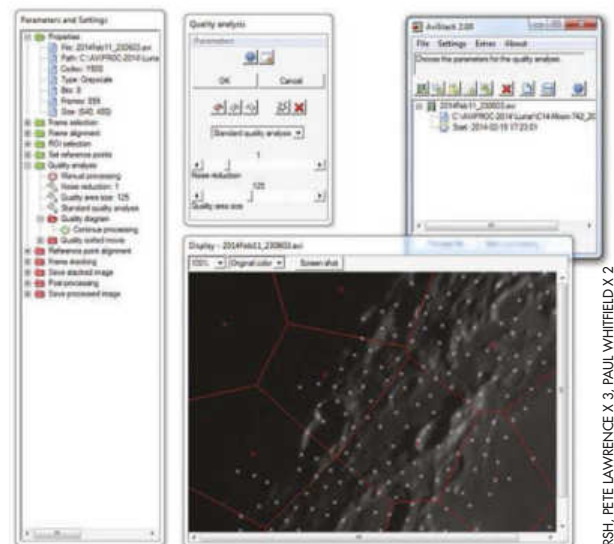 Parameters and Settings
Properties
File: 2014Feb11_230603.avi
Path: C:\AVIPROC-2014\Lunar
Codec: Y800
Type: Grayscale
Bits: 8
Size: (640, 480)
Frame selection
Frame alignment
ROI selection
Set reference points
Quality analysis
Manual processing
Noise reduction: 1
Quality area size: 125
Standard quality analysis
Quality diagram
Continue processing
Quality sorted movie
Reference point alignment
Frame stacking
Save stacked image
Post-processing
Save processed image
Quality analysis
Parameters
OK
Cancel
Standard quality analysis
1
Noise reduction
125
Quality area size
AviStack 2.00
File Settings Extras About
Choose the parameters for the quality analysis.
2014Feb11_230603.avi
C:\AVIPROC-2014\Lunar\C14-Moon-742_20
Start: 2014-02-19 17:23:01
Display - 2014Feb11_230603.avi
100%
Original color
Screen shot
RSH, PETE LAWRENCE X 3, PAUL WHITFIELD X 2